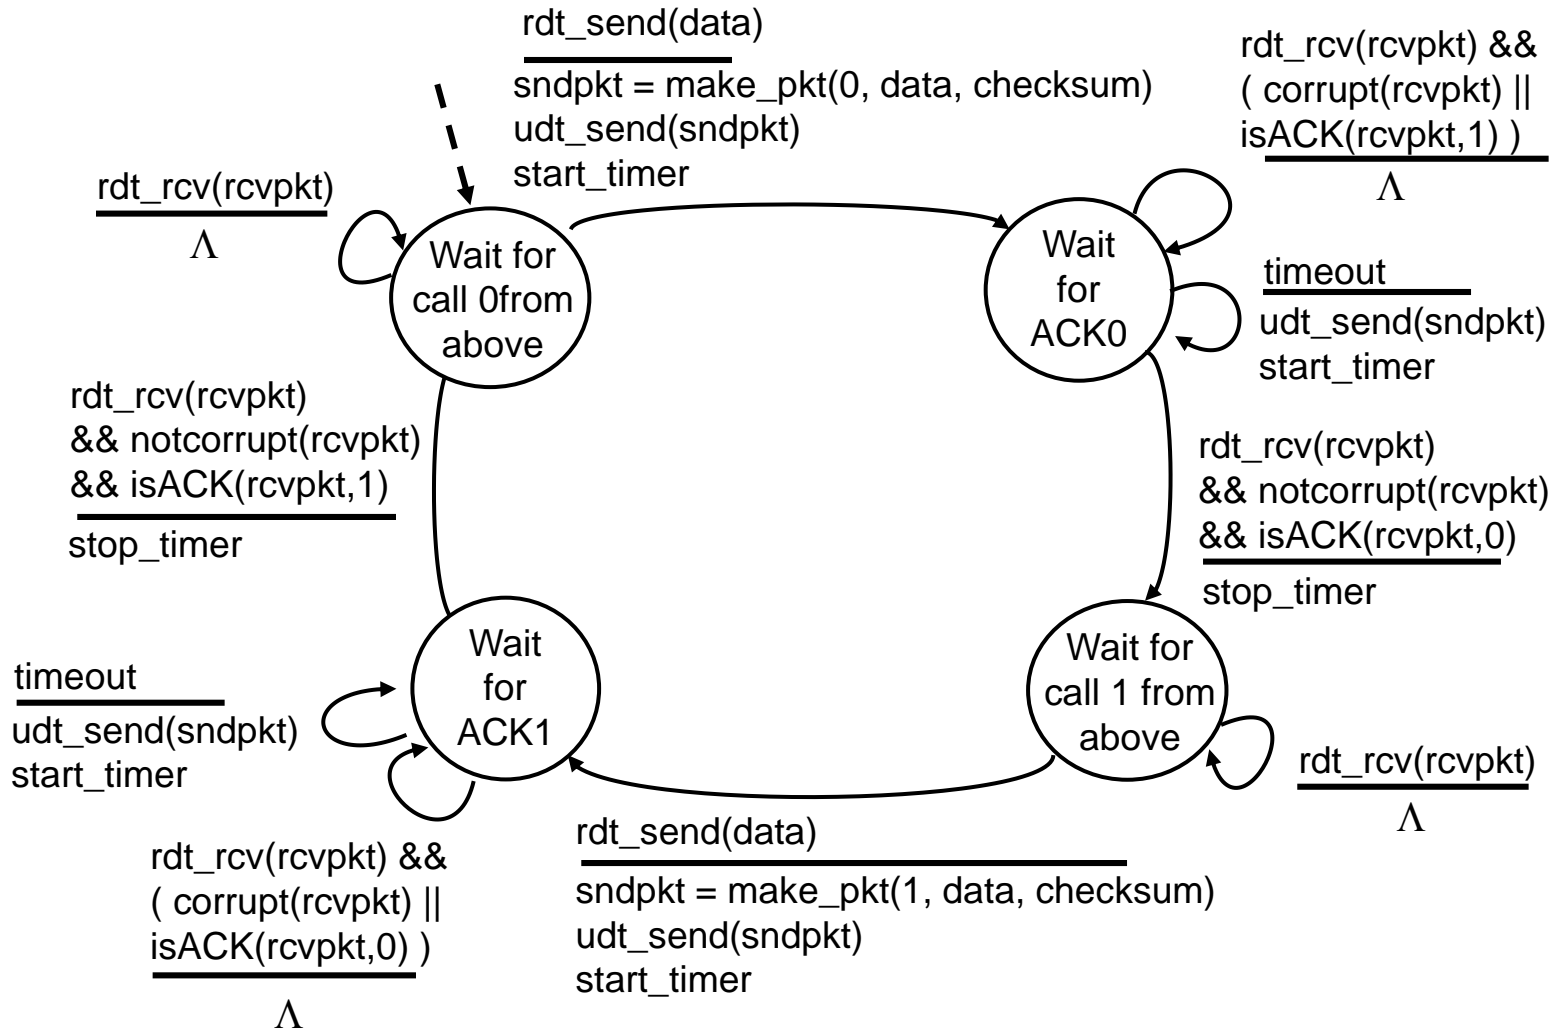 rdt_send(data)
sndpkt = make_pkt(0, data, checksum)
udt_send(sndpkt)
start_timer
rdt_rcv(rcvpkt) &&
( corrupt(rcvpkt) ||
isACK(rcvpkt,1) )
Λ
rdt_rcv(rcvpkt)
Λ
Wait for
call 0from
above
Wait
for
ACK0
timeout
udt_send(sndpkt)
start_timer
rdt_rcv(rcvpkt)
&& notcorrupt(rcvpkt)
&& isACK(rcvpkt,1)
stop_timer
rdt_rcv(rcvpkt)
&& notcorrupt(rcvpkt)
&& isACK(rcvpkt,0)
stop_timer
Wait
for
ACK1
Wait for
call 1 from
above
timeout
udt_send(sndpkt)
start_timer
rdt_rcv(rcvpkt)
Λ
rdt_rcv(rcvpkt) &&
( corrupt(rcvpkt) ||
isACK(rcvpkt,0) )
Λ
rdt_send(data)
sndpkt = make_pkt(1, data, checksum)
udt_send(sndpkt)
start_timer